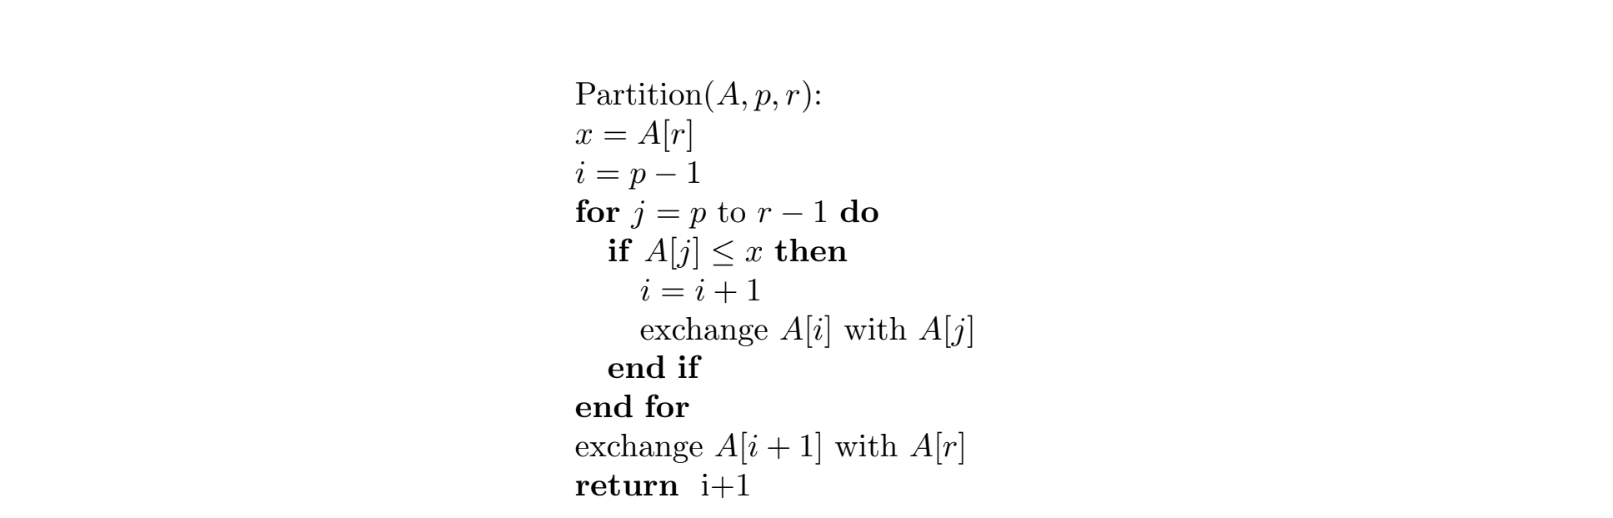 Partition(A, p, r):
x = A[r]
i = p − 1
for j = p to r − 1 do
if A[j] ≤ x then
i = i + 1
exchange A[i] with A[j]
end if
end for
exchange A[i + 1] with A[r]
return i+1